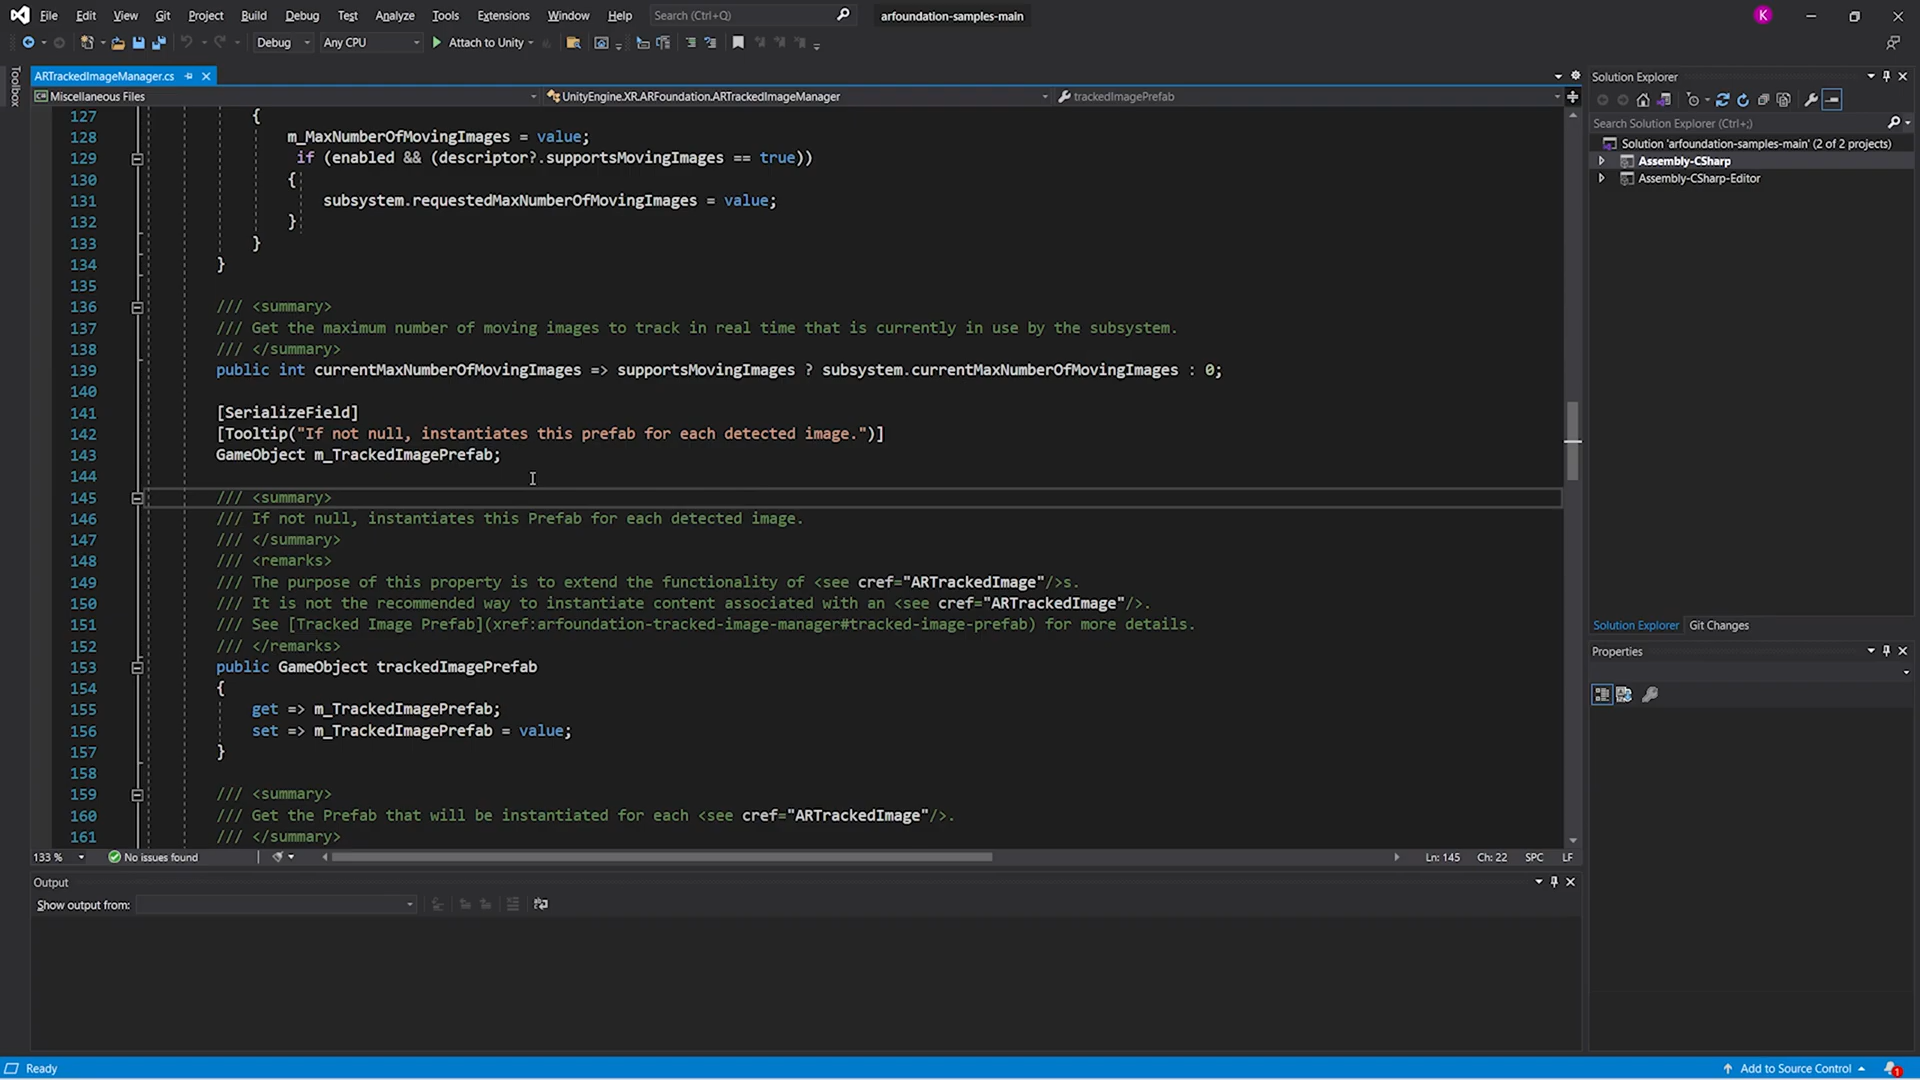 File Edit View Git Project Build Debug Test Analyze Tools Extensions Window Help Search (Ctrl+Q) arfoundation-samples-main K
Debug Any CPU Attach to Unity
Toolbox
ARTrackedImageManager.cs
Miscellaneous Files UnityEngine.XR.ARFoundation.ARTrackedImageManager trackedImagePrefab
127 {
128 m_MaxNumberOfMovingImages = value;
129 if (enabled && (descriptor?.supportsMovingImages == true))
130 {
131 subsystem.requestedMaxNumberOfMovingImages = value;
132 }
133 }
134 }
135
136 /// <summary>
137 /// Get the maximum number of moving images to track in real time that is currently in use by the subsystem.
138 /// </summary>
139 public int currentMaxNumberOfMovingImages => supportsMovingImages ? subsystem.currentMaxNumberOfMovingImages : 0;
140
141 [SerializeField]
142 [Tooltip("If not null, instantiates this prefab for each detected image.")]
143 GameObject m_TrackedImagePrefab;
144
145 /// <summary>
146 /// If not null, instantiates this Prefab for each detected image.
147 /// </summary>
148 /// <remarks>
149 /// The purpose of this property is to extend the functionality of <see cref="ARTrackedImage"/>s.
150 /// It is not the recommended way to instantiate content associated with an <see cref="ARTrackedImage"/>.
151 /// See [Tracked Image Prefab](xref:arfoundation-tracked-image-manager#tracked-image-prefab) for more details.
152 /// </remarks>
153 public GameObject trackedImagePrefab
154 {
155 get => m_TrackedImagePrefab;
156 set => m_TrackedImagePrefab = value;
157 }
158
159 /// <summary>
160 /// Get the Prefab that will be instantiated for each <see cref="ARTrackedImage"/>.
161 /// </summary>
133 % No issues found Ln: 145 Ch: 22 SPC LF
Output
Show output from:
Solution Explorer
Search Solution Explorer (Ctrl+;)
Solution 'arfoundation-samples-main' (2 of 2 projects)
Assembly-CSharp
Assembly-CSharp-Editor
Solution Explorer Git Changes
Properties
Ready Add to Source Control 1